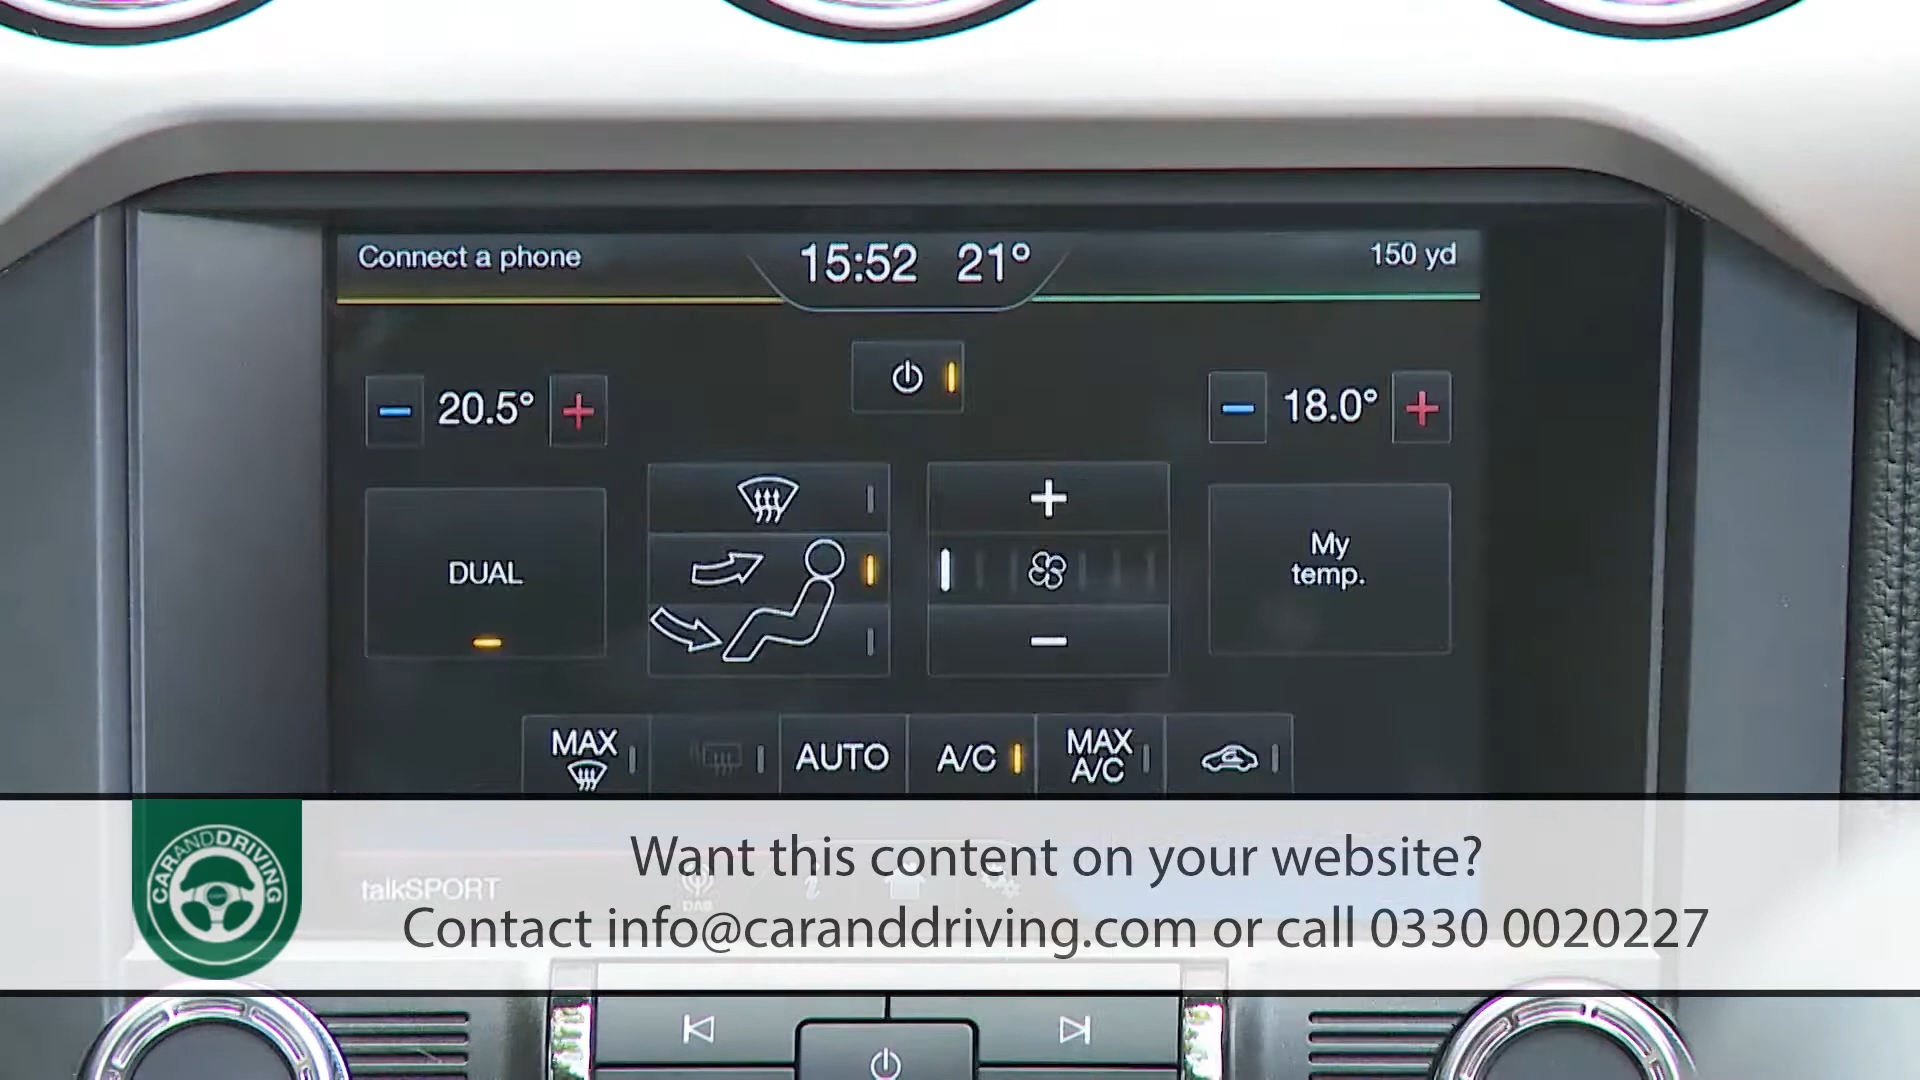 Connect a phone
15:52 21°
150 yd
20.5°
18.0°
DUAL
My
temp.
MAX
AUTO
A/C
MAX
A/C
talkSPORT
DAB
i
CARANDDRIVING
Want this content on your website?
Contact info@caranddriving.com or call 0330 0020227